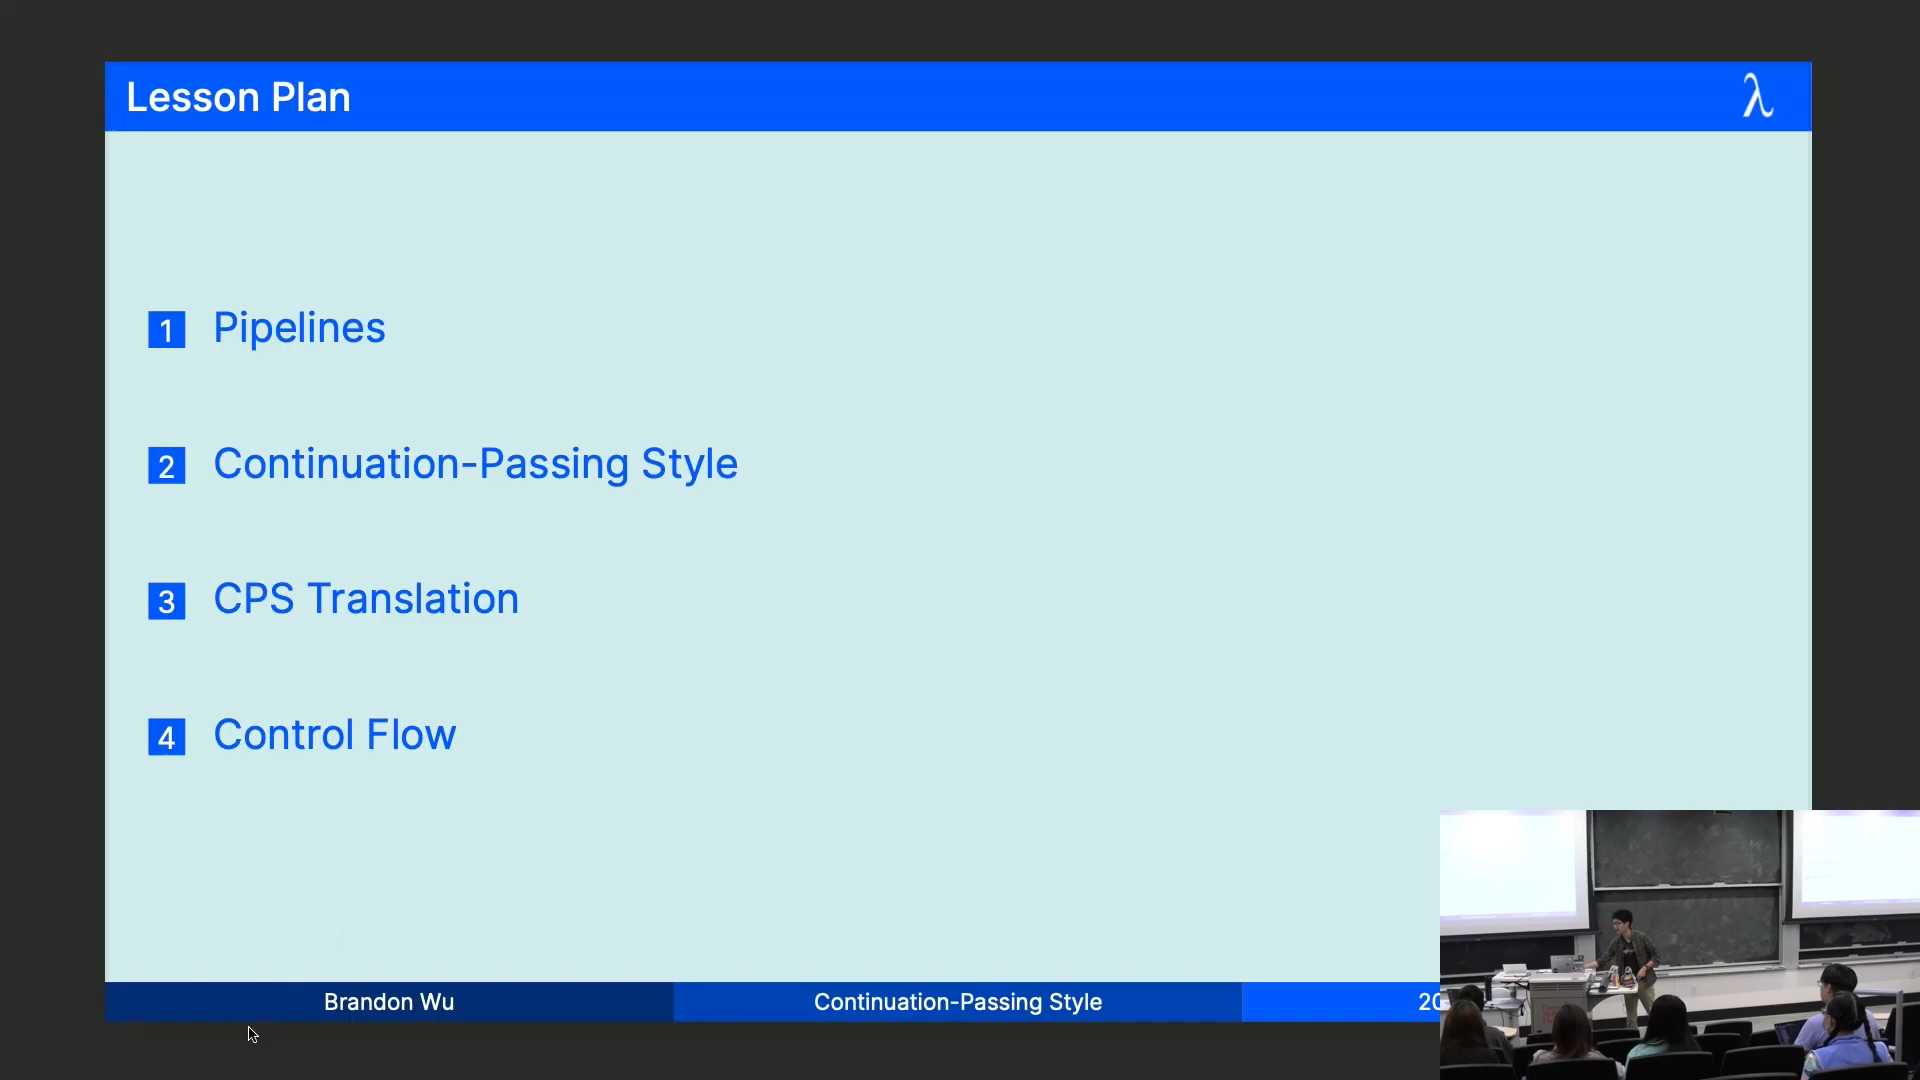 Lesson Plan
λ
1 Pipelines
2 Continuation-Passing Style
3 CPS Translation
4 Control Flow
Brandon Wu
Continuation-Passing Style
20